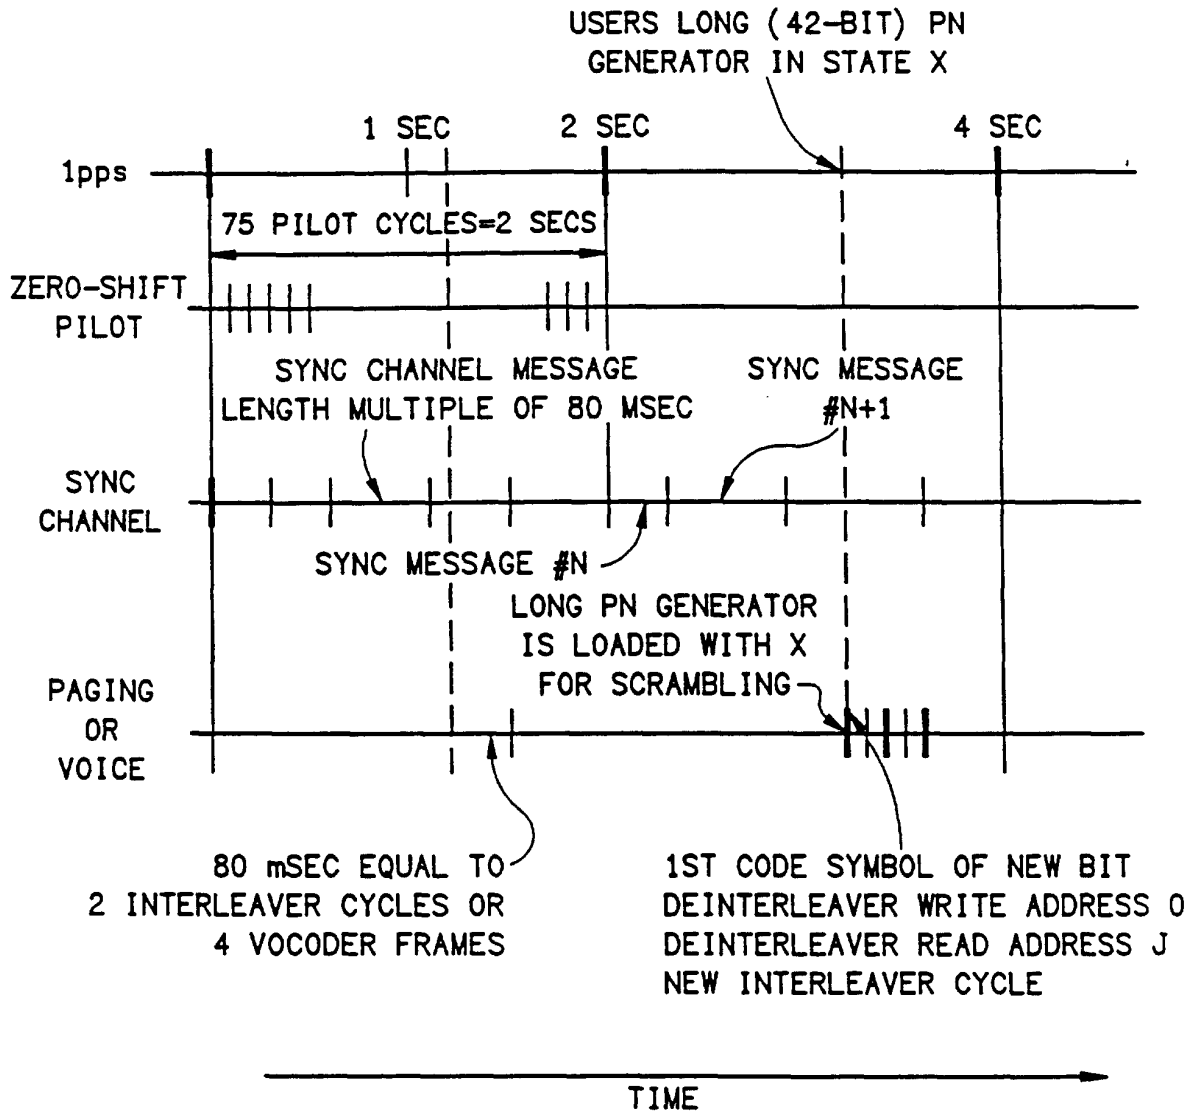 USERS LONG (42-BIT) PN
GENERATOR IN STATE X
1 SEC
2 SEC
4 SEC
1pps
75 PILOT CYCLES=2 SECS
ZERO-SHIFT
PILOT
SYNC CHANNEL MESSAGE
LENGTH MULTIPLE OF 80 MSEC
SYNC MESSAGE
#N+1
SYNC
CHANNEL
SYNC MESSAGE #N
LONG PN GENERATOR
IS LOADED WITH X
FOR SCRAMBLING
PAGING
OR
VOICE
80 mSEC EQUAL TO
2 INTERLEAVER CYCLES OR
4 VOCODER FRAMES
1ST CODE SYMBOL OF NEW BIT
DEINTERLEAVER WRITE ADDRESS 0
DEINTERLEAVER READ ADDRESS J
NEW INTERLEAVER CYCLE
TIME